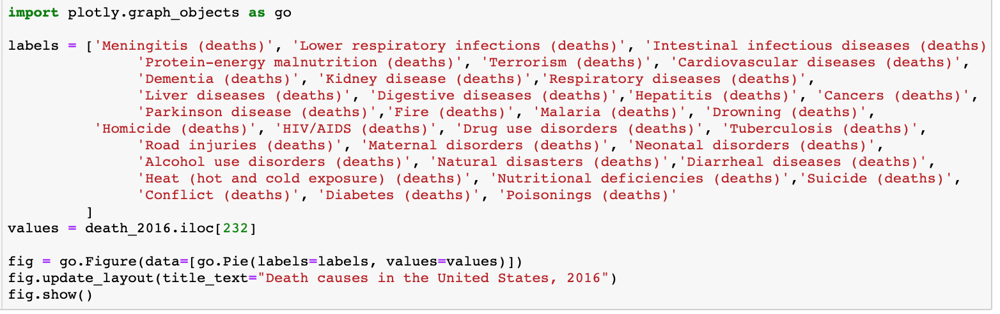 import plotly.graph_objects as go
labels = ['Meningitis (deaths)', 'Lower respiratory infections (deaths)', 'Intestinal infectious diseases (deaths)
'Protein-energy malnutrition (deaths)', 'Terrorism (deaths)', 'Cardiovascular diseases (deaths)',
'Dementia (deaths)', 'Kidney disease (deaths)','Respiratory diseases (deaths)',
'Liver diseases (deaths)', 'Digestive diseases (deaths)','Hepatitis (deaths)', 'Cancers (deaths)',
'Parkinson disease (deaths)','Fire (deaths)', 'Malaria (deaths)', 'Drowning (deaths)',
'Homicide (deaths)', 'HIV/AIDS (deaths)', 'Drug use disorders (deaths)', 'Tuberculosis (deaths)',
'Road injuries (deaths)', 'Maternal disorders (deaths)', 'Neonatal disorders (deaths)',
'Alcohol use disorders (deaths)', 'Natural disasters (deaths)','Diarrheal diseases (deaths)',
'Heat (hot and cold exposure) (deaths)', 'Nutritional deficiencies (deaths)','Suicide (deaths)',
'Conflict (deaths)', 'Diabetes (deaths)', 'Poisonings (deaths)'
]
values = death_2016.iloc[232]
fig = go.Figure(data=[go.Pie(labels=labels, values=values)])
fig.update_layout(title_text="Death causes in the United States, 2016")
fig.show()